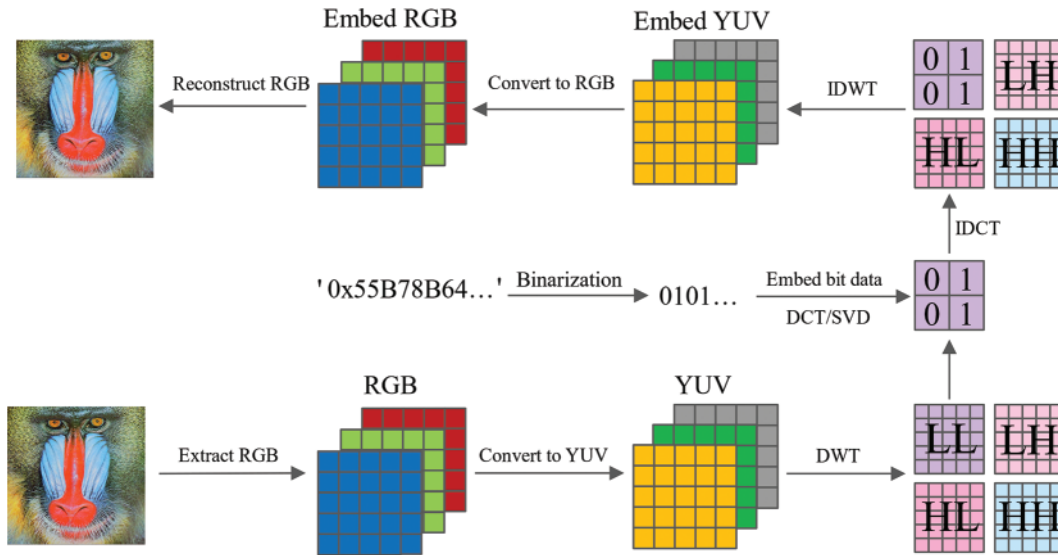 Embed RGB
Embed YUV
Reconstruct RGB
Convert to RGB
IDWT
0 1
0 1
LH
HL
HH
IDCT
'0x55B78B64...'
Binarization
0101...
Embed bit data
DCT/SVD
0 1
0 1
RGB
YUV
Extract RGB
Convert to YUV
DWT
LL
LH
HL
HH